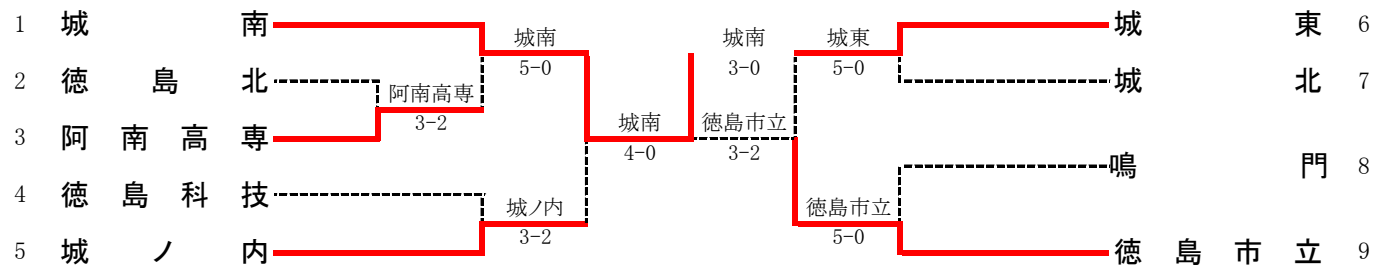 1 城南
城南
5-0
城南
3-0
城東
5-0
城東 6
2 徳島北
阿南高専
3-2
城北 7
3 阿南高専
城南
4-0
徳島市立
3-2
鳴門 8
4 徳島科技
城ノ内
3-2
徳島市立
5-0
5 城ノ内
徳島市立 9